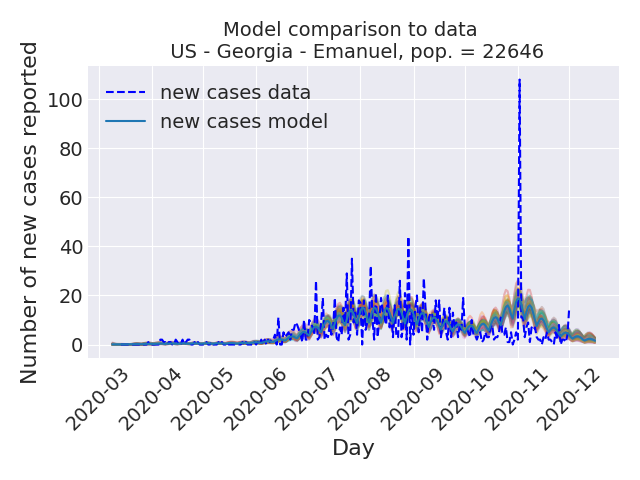 Model comparison to data
US - Georgia - Emanuel, pop. = 22646
Number of new cases reported
100
80
60
40
20
0
new cases data
new cases model
2020-03
2020-04
2020-05
2020-06
2020-07
2020-08
2020-09
2020-10
2020-11
2020-12
Day